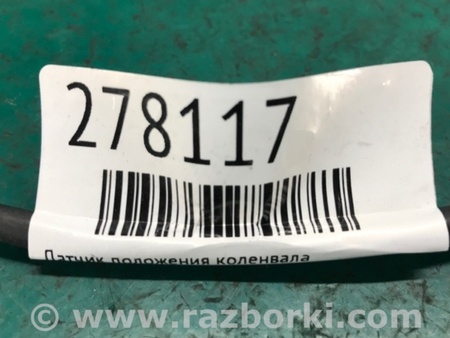 278117
Датчик положения коленвала
© www.razborki.com